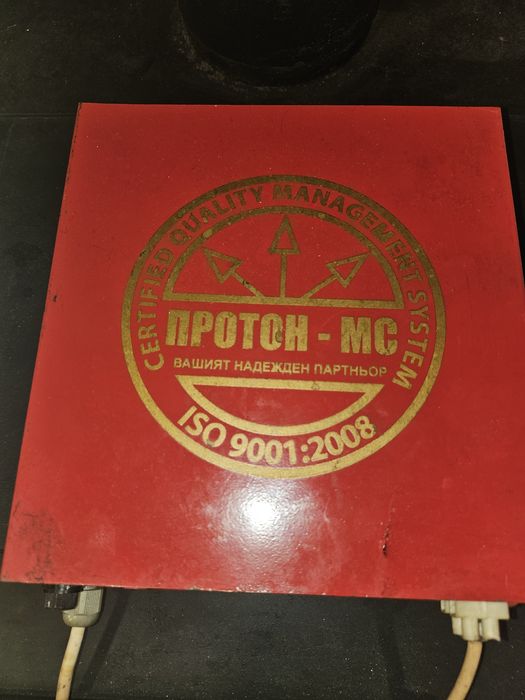 CERTIFIED QUALITY MANAGEMENT SYSTEM
ПРОТОН - МС
ВАШИЯТ НАДЕЖДЕН ПАРТНЬОР
ISO 9001:2008